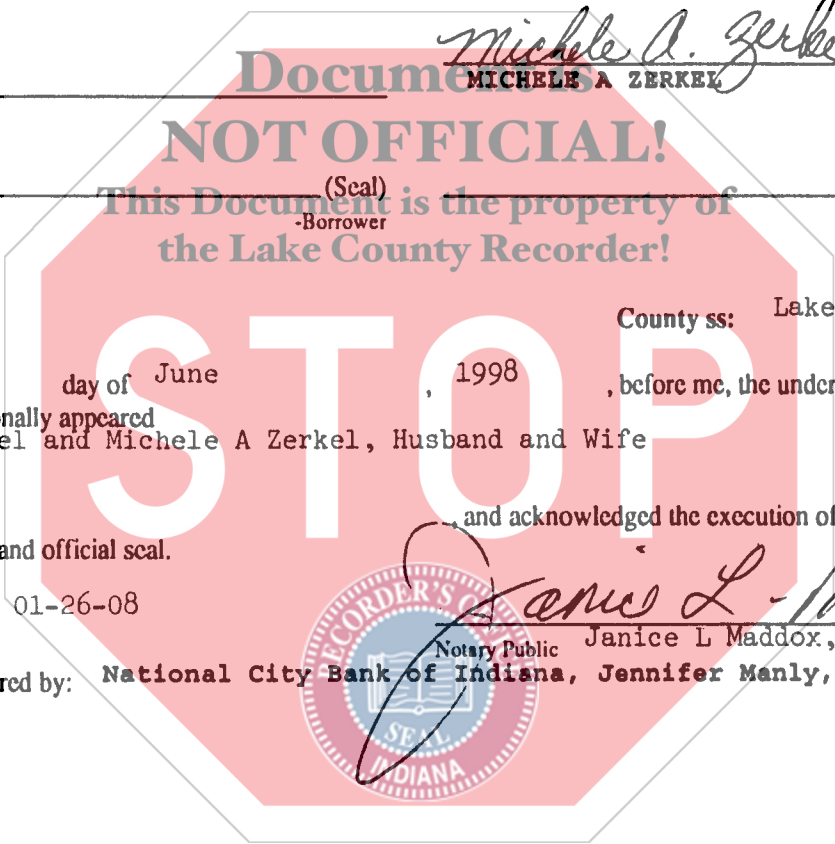 Michele A. Zerkel
MICHELE A ZERKEL
Document is
NOT OFFICIAL!
(Seal)
This Document is the property of
-Borrower
the Lake County Recorder!
County ss: Lake
STOP
day of June , 1998 , before me, the under
nally appeared
el and Michele A Zerkel, Husband and Wife
, and acknowledged the execution of
and official seal.
01-26-08
Janice L
Notary Public Janice L Maddox,
red by: National City Bank of Indiana, Jennifer Manly,
RECORDER'S OFFICE
SEAL
INDIANA